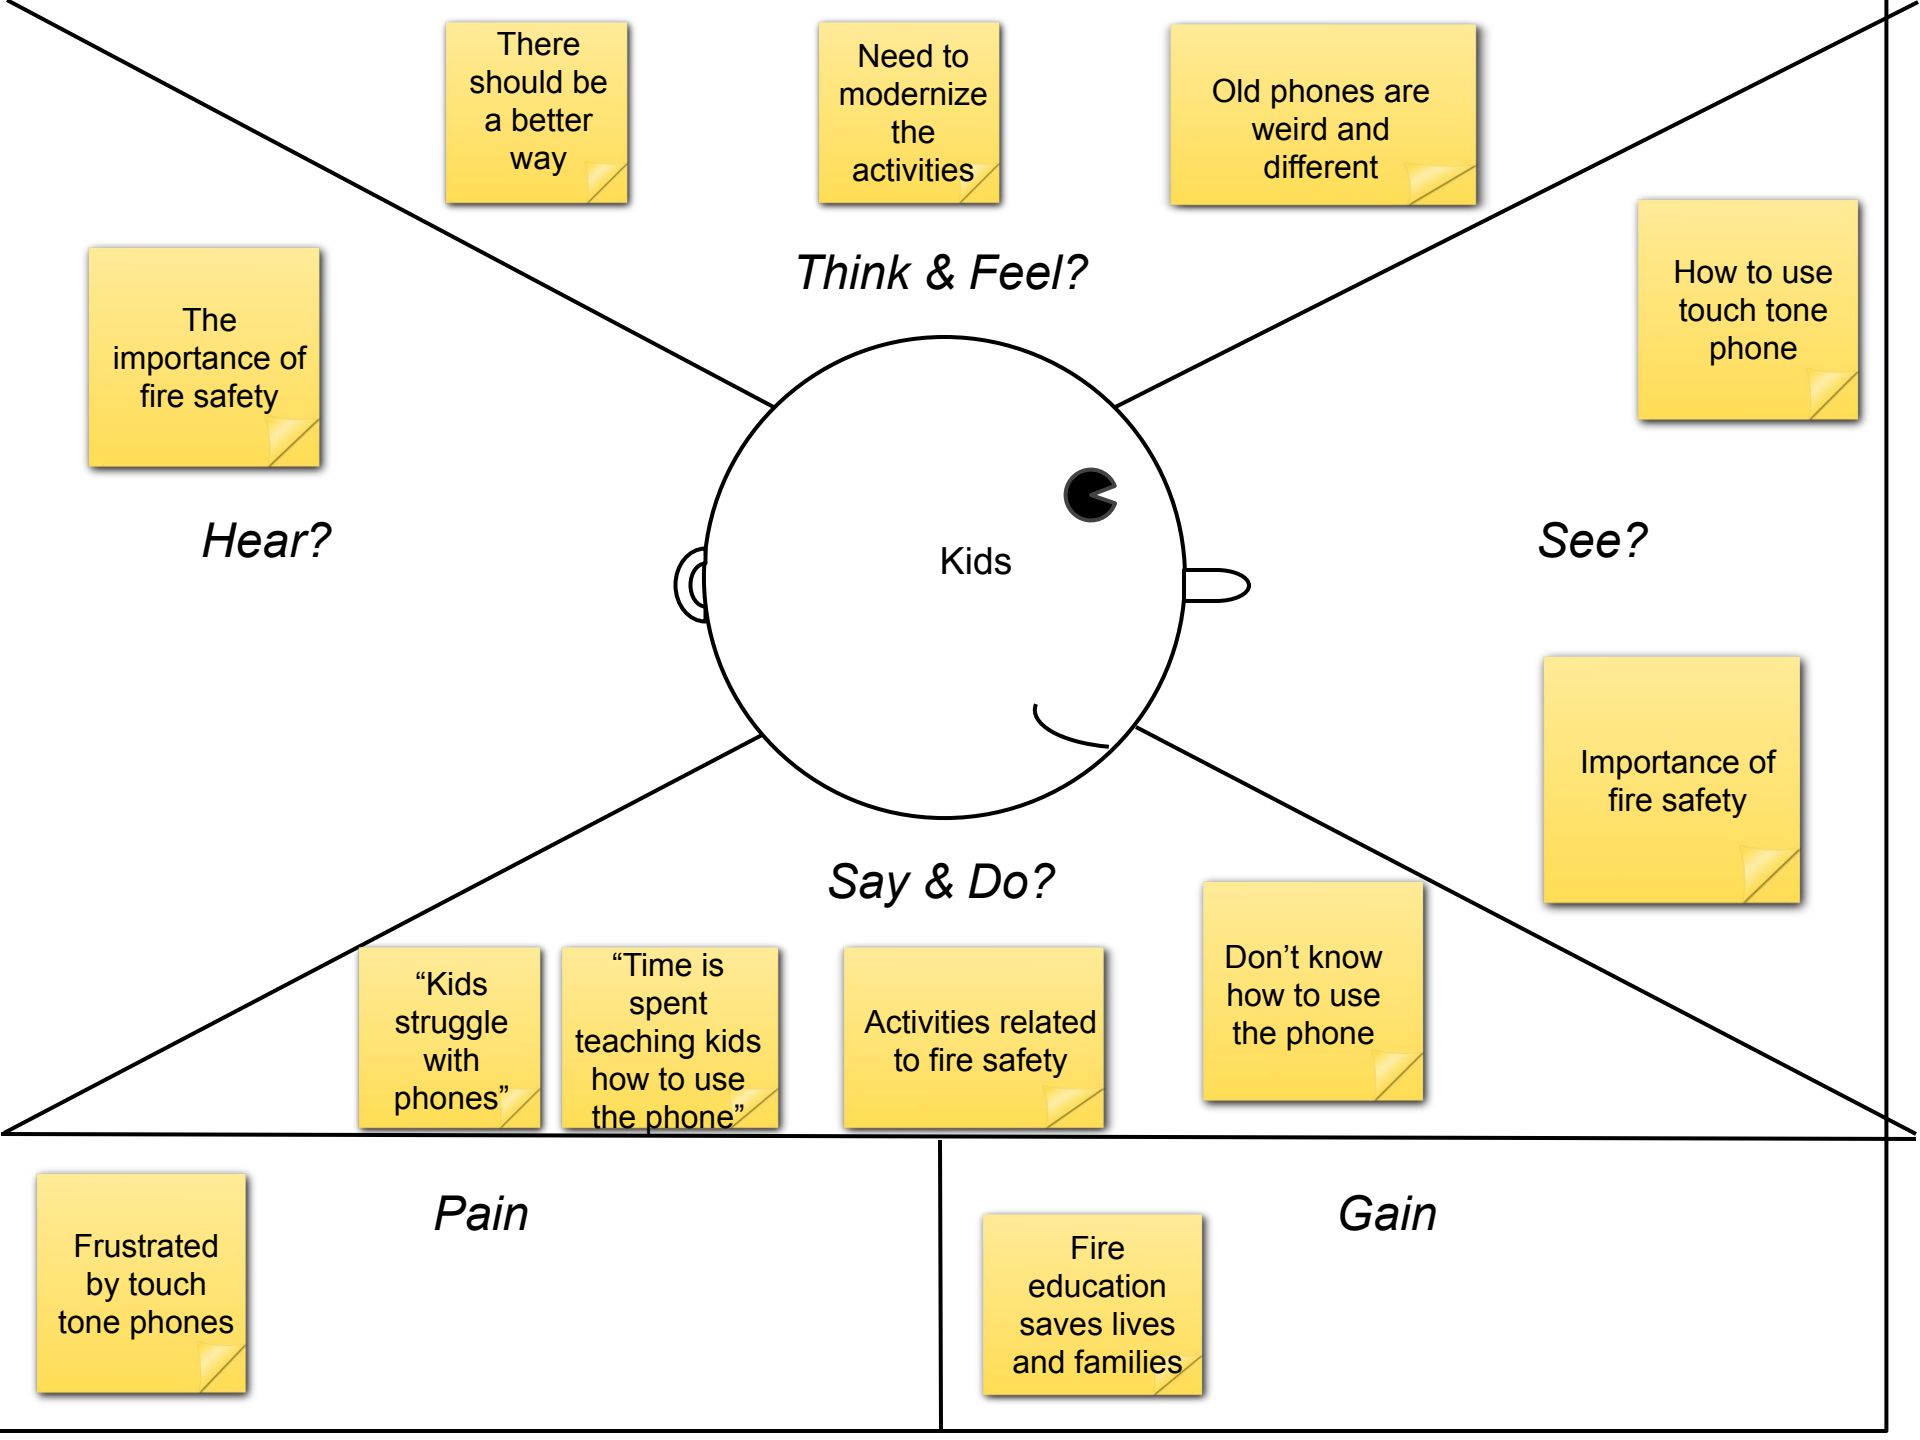 There
should be
a better
way
Need to
modernize
the
activities
Old phones are
weird and
different
Think & Feel?
The
importance of
fire safety
Hear?
How to use
touch tone
phone
See?
Kids
Importance of
fire safety
Say & Do?
“Kids
struggle
with
phones”
“Time is
spent
teaching kids
how to use
the phone”
Activities related
to fire safety
Don’t know
how to use
the phone
Pain
Frustrated
by touch
tone phones
Gain
Fire
education
saves lives
and families